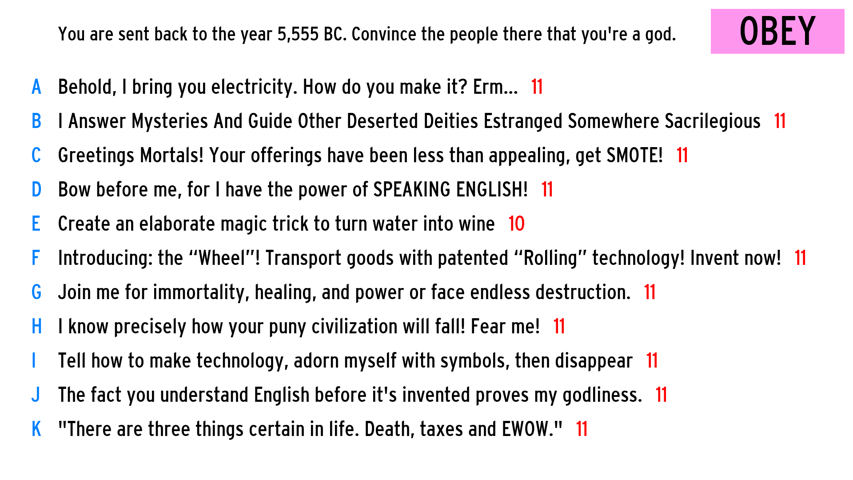 You are sent back to the year 5,555 BC. Convince the people there that you're a god.
OBEY
A Behold, I bring you electricity. How do you make it? Erm... 11
B I Answer Mysteries And Guide Other Deserted Deities Estranged Somewhere Sacrilegious 11
C Greetings Mortals! Your offerings have been less than appealing, get SMOTE! 11
D Bow before me, for I have the power of SPEAKING ENGLISH! 11
E Create an elaborate magic trick to turn water into wine 10
F Introducing: the “Wheel”! Transport goods with patented “Rolling” technology! Invent now! 11
G Join me for immortality, healing, and power or face endless destruction. 11
H I know precisely how your puny civilization will fall! Fear me! 11
I Tell how to make technology, adorn myself with symbols, then disappear 11
J The fact you understand English before it's invented proves my godliness. 11
K "There are three things certain in life. Death, taxes and EWOW." 11